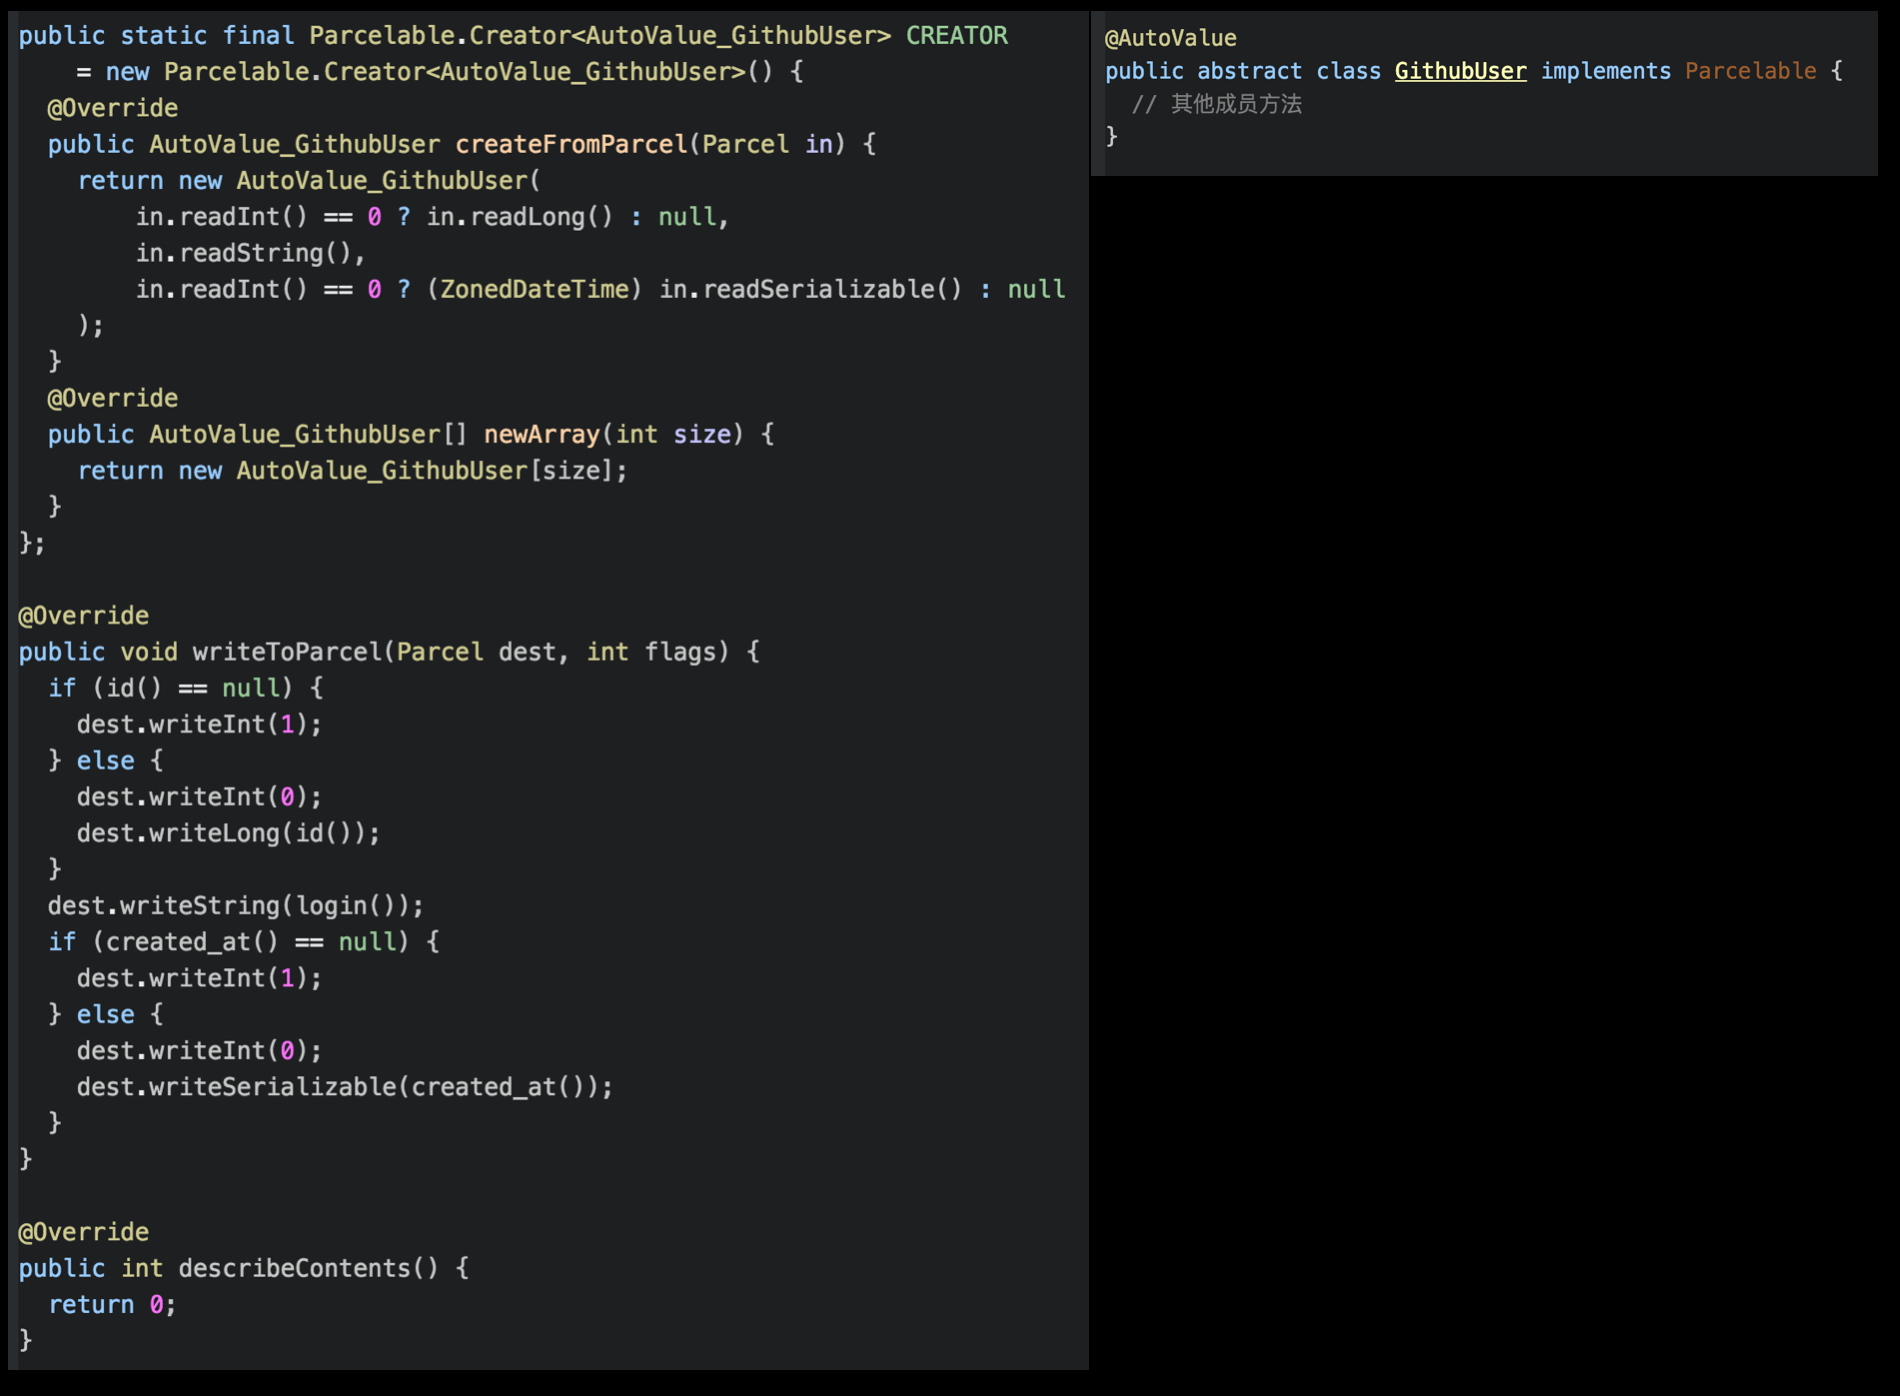 public static final Parcelable.Creator<AutoValue_GithubUser> CREATOR
    = new Parcelable.Creator<AutoValue_GithubUser>() {
  @Override
  public AutoValue_GithubUser createFromParcel(Parcel in) {
    return new AutoValue_GithubUser(
        in.readInt() == 0 ? in.readLong() : null,
        in.readString(),
        in.readInt() == 0 ? (ZonedDateTime) in.readSerializable() : null
    );
  }
  @Override
  public AutoValue_GithubUser[] newArray(int size) {
    return new AutoValue_GithubUser[size];
  }
};

@Override
public void writeToParcel(Parcel dest, int flags) {
  if (id() == null) {
    dest.writeInt(1);
  } else {
    dest.writeInt(0);
    dest.writeLong(id());
  }
  dest.writeString(login());
  if (created_at() == null) {
    dest.writeInt(1);
  } else {
    dest.writeInt(0);
    dest.writeSerializable(created_at());
  }
}

@Override
public int describeContents() {
  return 0;
}
@AutoValue
public abstract class GithubUser implements Parcelable {
  // 其他成员方法
}